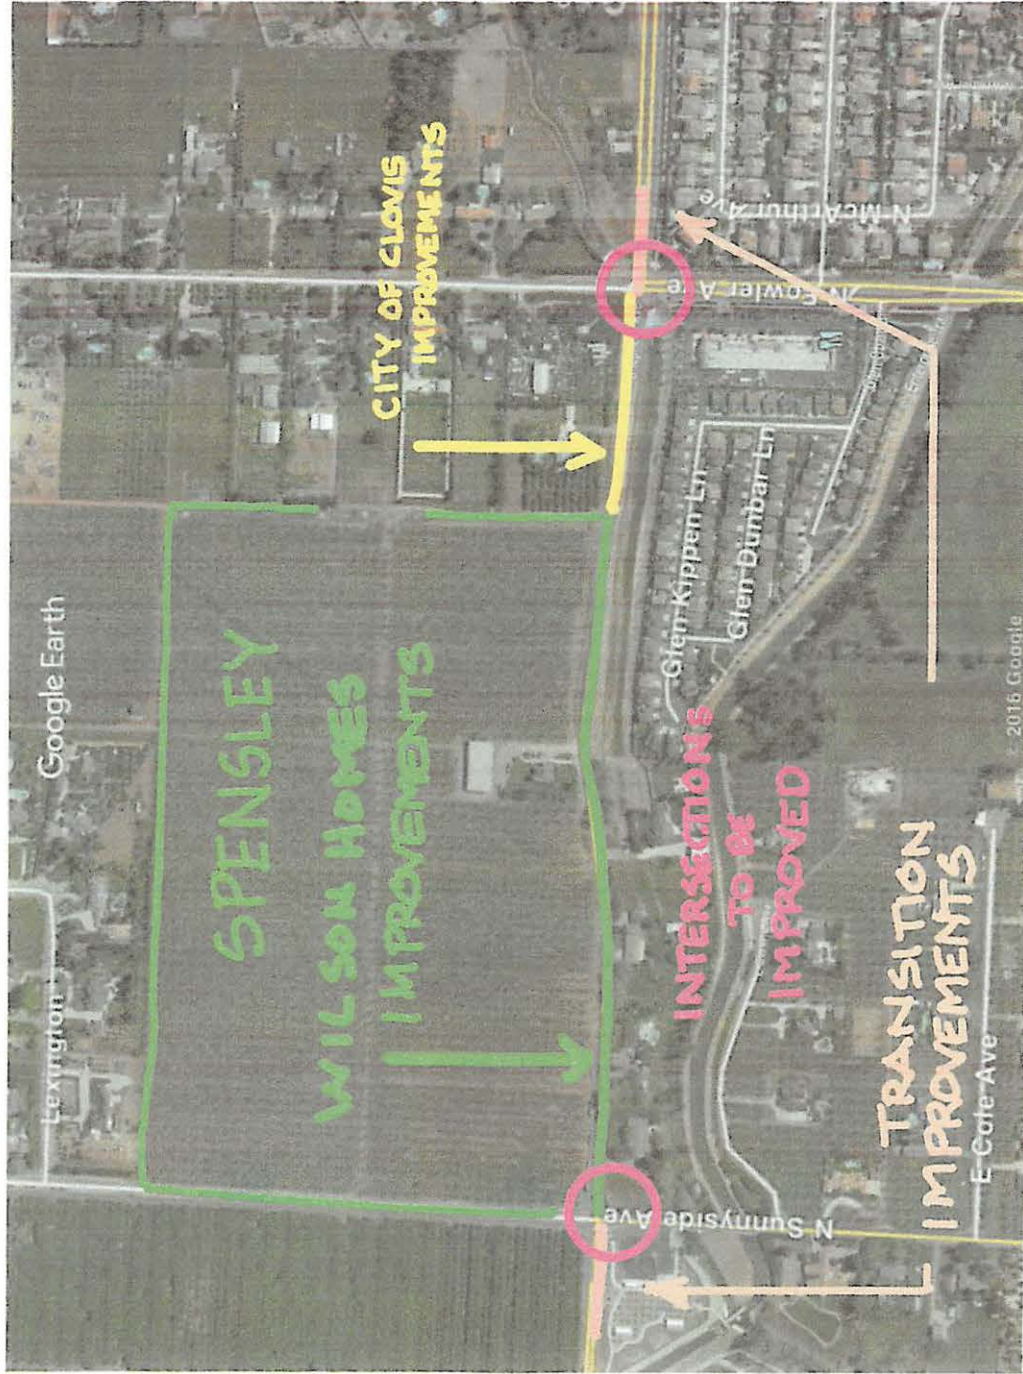 Lexington
Google Earth
SPENSLEY
WILSON HOMES
IMPROVEMENTS
CITY OF CLOVIS
IMPROVEMENTS
N Sunnyside Ave
INTERSECTIONS
TO BE
IMPROVED
Glen Kippen Ln
Glen Dunbar Ln
N Fowler Ave
N McArthur Ave
TRANSITION
IMPROVEMENTS
E Cole Ave
© 2016 Google